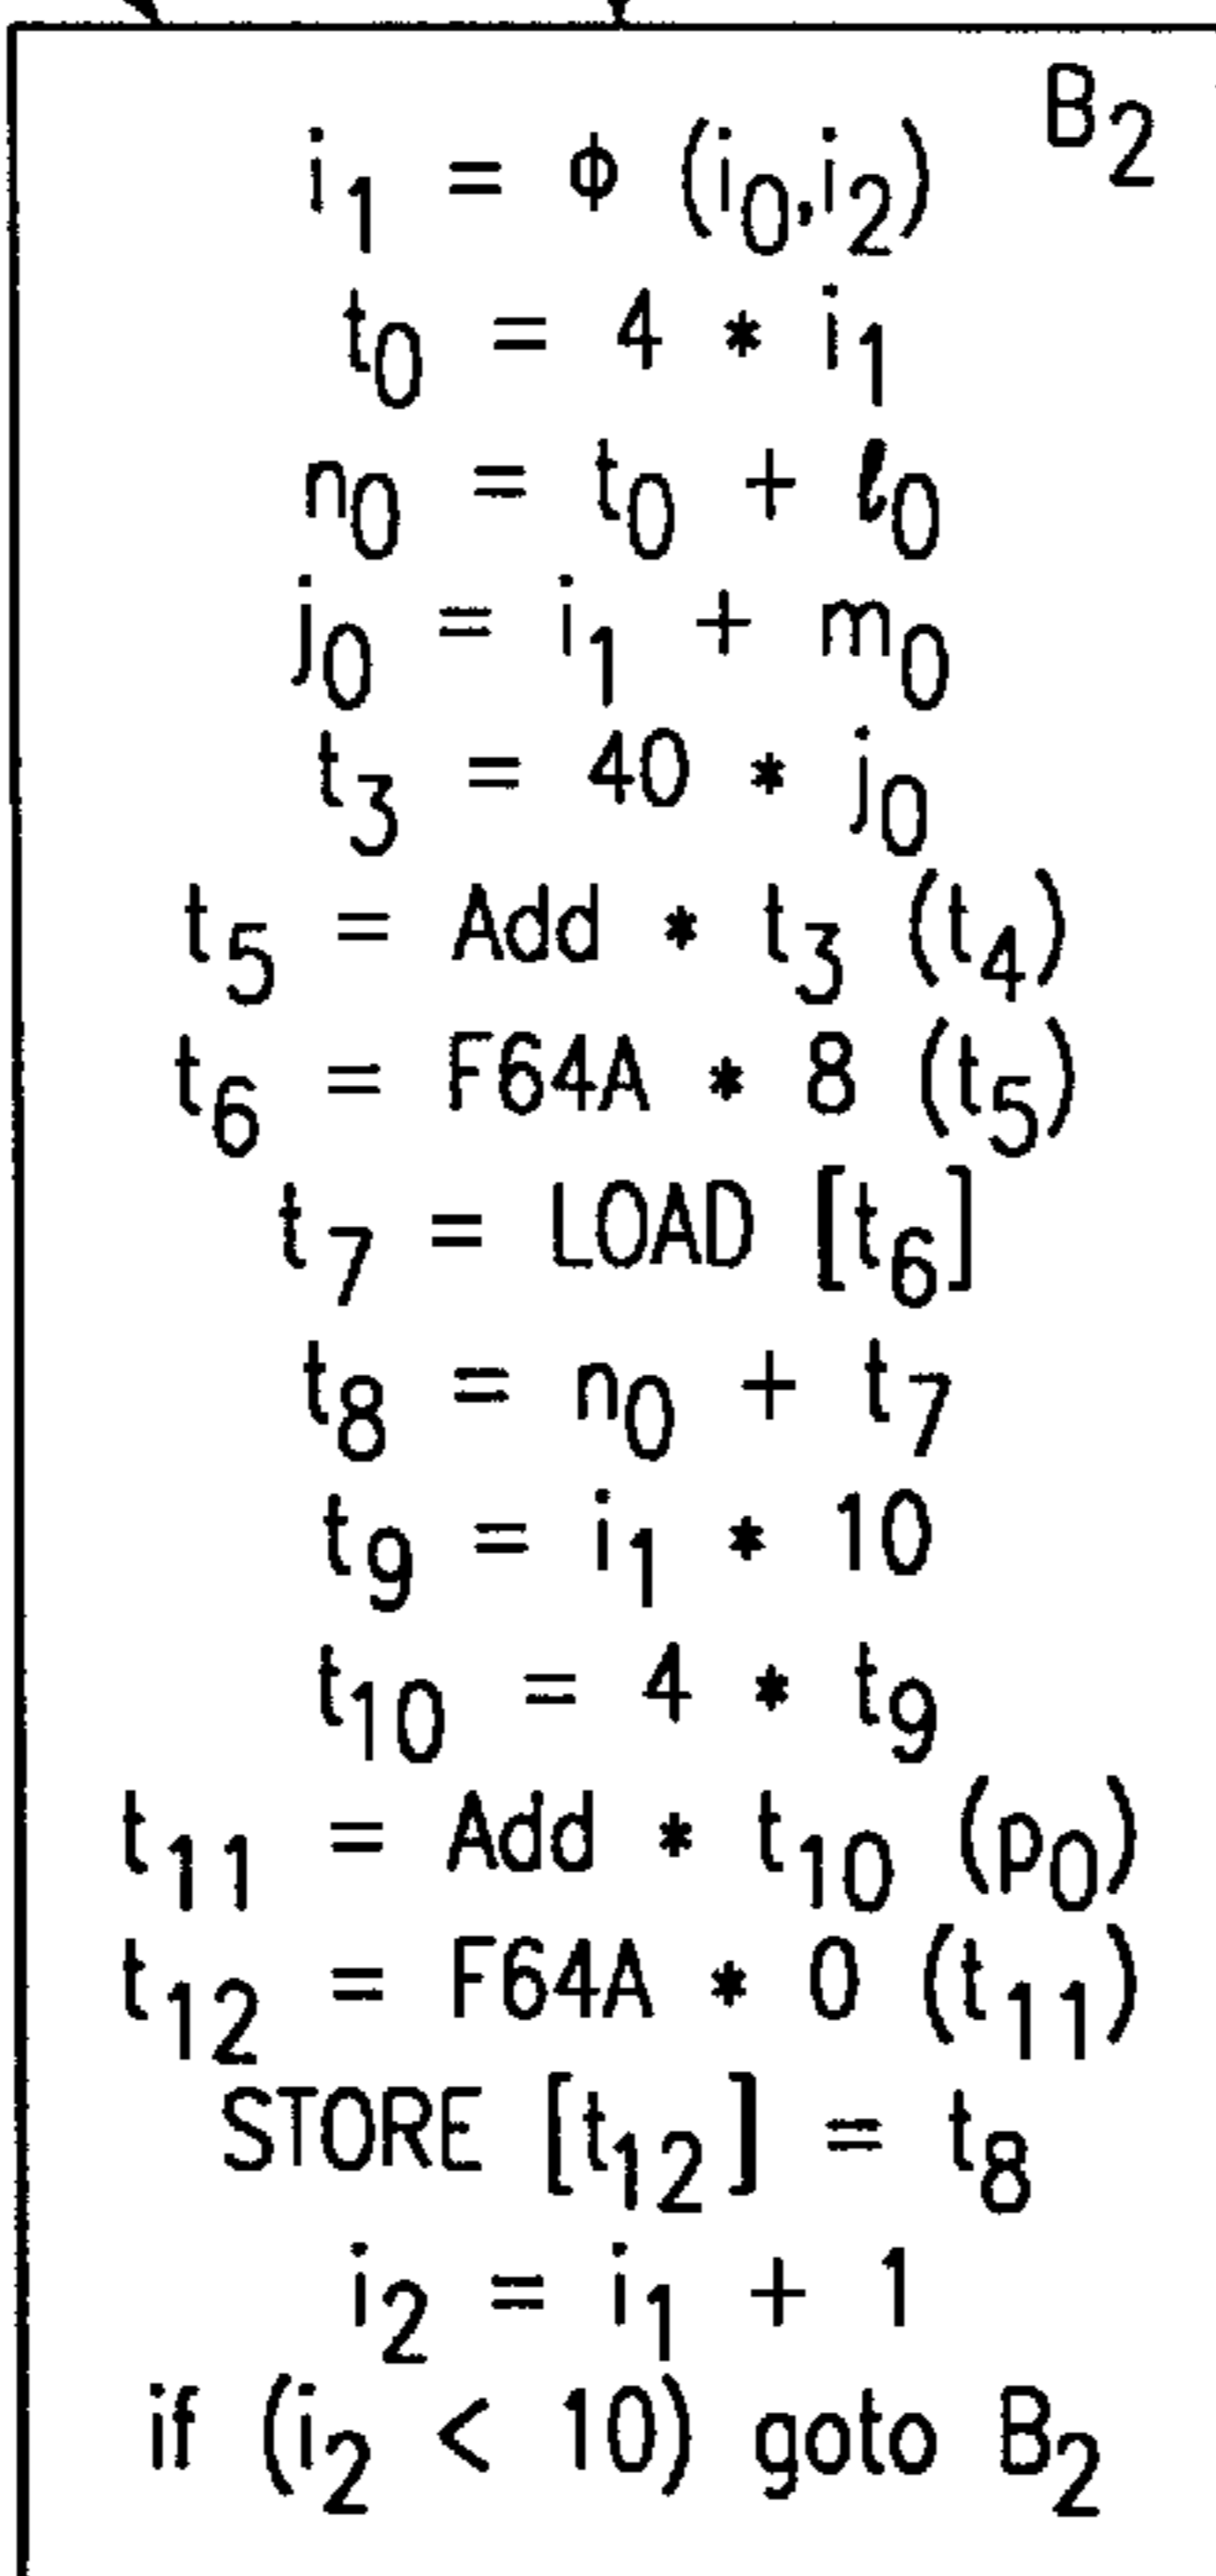 B₂
i₁ = ϕ (i₀,i₂)
t₀ = 4 * i₁
n₀ = t₀ + ℓ₀
j₀ = i₁ + m₀
t₃ = 40 * j₀
t₅ = Add * t₃ (t₄)
t₆ = F64A * 8 (t₅)
t₇ = LOAD [t₆]
t₈ = n₀ + t₇
t₉ = i₁ * 10
t₁₀ = 4 * t₉
t₁₁ = Add * t₁₀ (p₀)
t₁₂ = F64A * 0 (t₁₁)
STORE [t₁₂] = t₈
i₂ = i₁ + 1
if (i₂ < 10) goto B₂